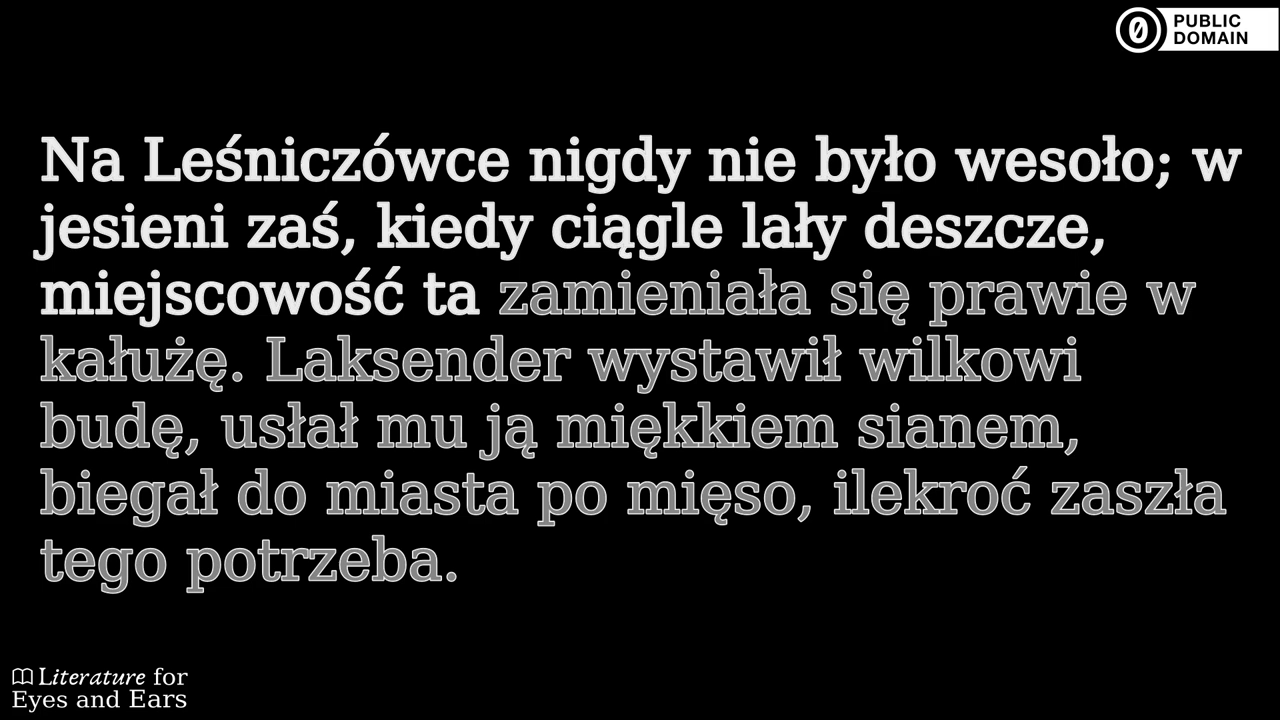 PUBLIC
DOMAIN
Na Leśniczówce nigdy nie było wesoło; w
jesieni zaś, kiedy ciągle lały deszcze,
miejscowość ta zamieniała się prawie w
kałużę. Laksender wystawił wilkowi
budę, usłał mu ją miękkiem sianem,
biegał do miasta po mięso, ilekroć zaszła
tego potrzeba.
Literature for
Eyes and Ears